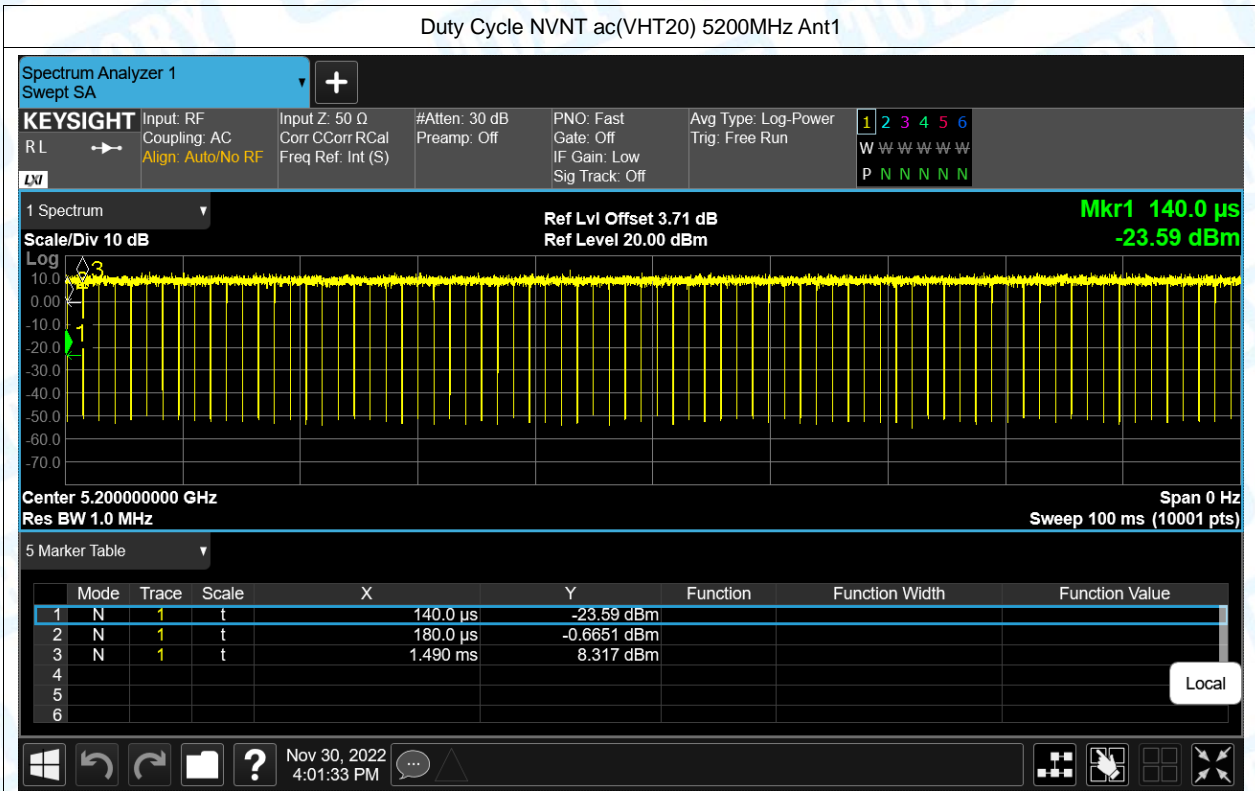 Duty Cycle NVNT ac(VHT20) 5200MHz Ant1
Spectrum Analyzer 1
Swept SA
KEYSIGHT
RL
LXI
Input: RF
Coupling: AC
Align: Auto/No RF
Input Z: 50 Ω
Corr CCorr RCal
Freq Ref: Int (S)
#Atten: 30 dB
Preamp: Off
PNO: Fast
Gate: Off
IF Gain: Low
Sig Track: Off
Avg Type: Log-Power
Trig: Free Run
1 2 3 4 5 6
W W W W W W
P N N N N N
1 Spectrum
Scale/Div 10 dB
Ref Lvl Offset 3.71 dB
Ref Level 20.00 dBm
Mkr1 140.0 µs
-23.59 dBm
Log
10.0
0.00
-10.0
-20.0
-30.0
-40.0
-50.0
-60.0
-70.0
3
1
Center 5.200000000 GHz
Res BW 1.0 MHz
Span 0 Hz
Sweep 100 ms (10001 pts)
5 Marker Table
Mode Trace Scale X Y Function Function Width Function Value
1 N 1 t 140.0 µs -23.59 dBm
2 N 1 t 180.0 µs -0.6651 dBm
3 N 1 t 1.490 ms 8.317 dBm
4
5
6
Local
?
Nov 30, 2022
4:01:33 PM